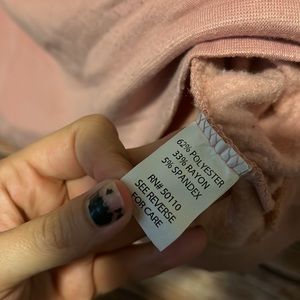 62% POLYESTER
33% RAYON
5% SPANDEX
RN# 50110
SEE REVERSE
FOR CARE